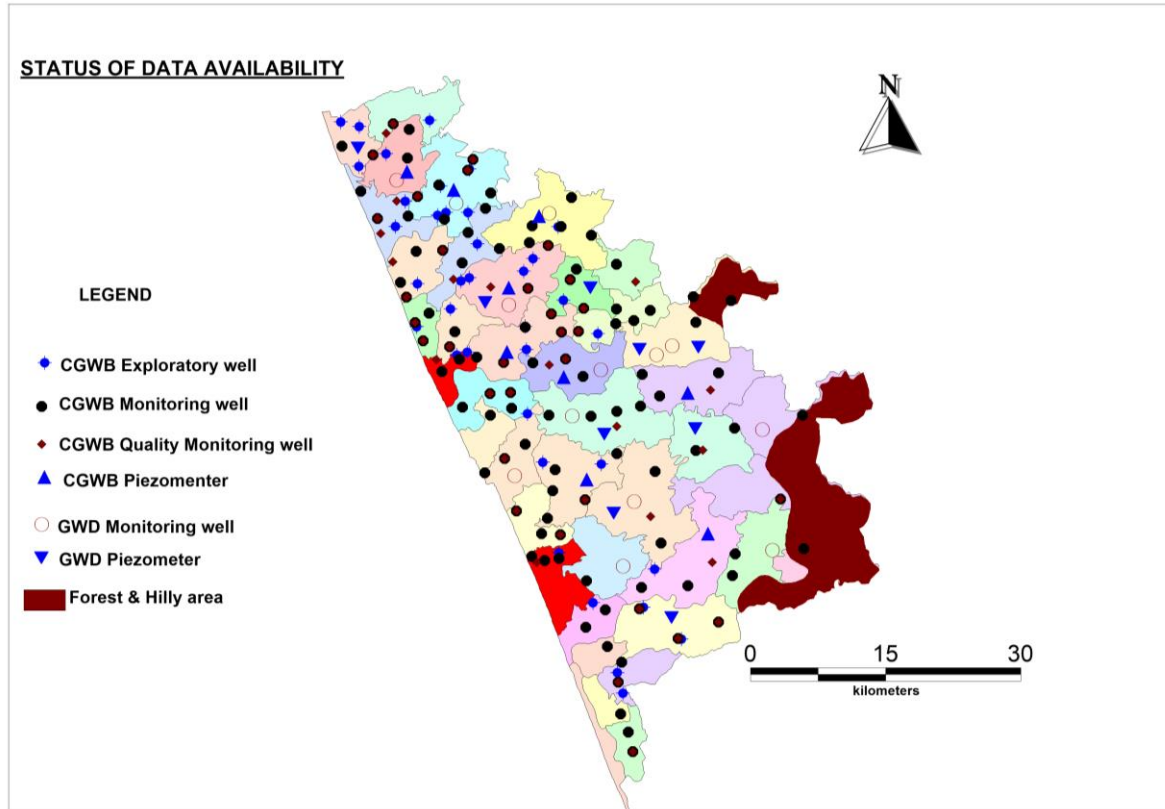 STATUS OF DATA AVAILABILITY
N
LEGEND
CGWB Exploratory well
CGWB Monitoring well
CGWB Quality Monitoring well
CGWB Piezomenter
GWD Monitoring well
GWD Piezometer
Forest & Hilly area
0 15 30
kilometers